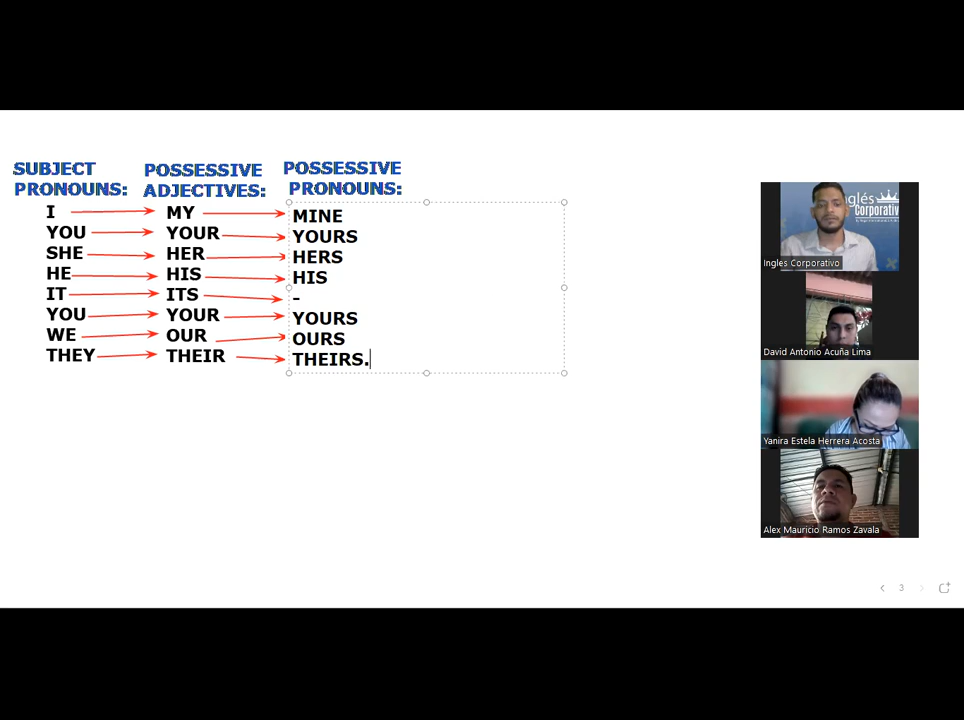 SUBJECT
PRONOUNS:
I
YOU
SHE
HE
IT
YOU
WE
THEY
POSSESSIVE
ADJECTIVES:
MY
YOUR
HER
HIS
ITS
YOUR
OUR
THEIR
POSSESSIVE
PRONOUNS:
MINE
YOURS
HERS
HIS
-
YOURS
OURS
THEIRS.
Inglés
Corporativo
Ingles Corporativo
David Antonio Acuña Lima
Yanira Estela Herrera Acosta
Alex Mauricio Ramos Zavala
3